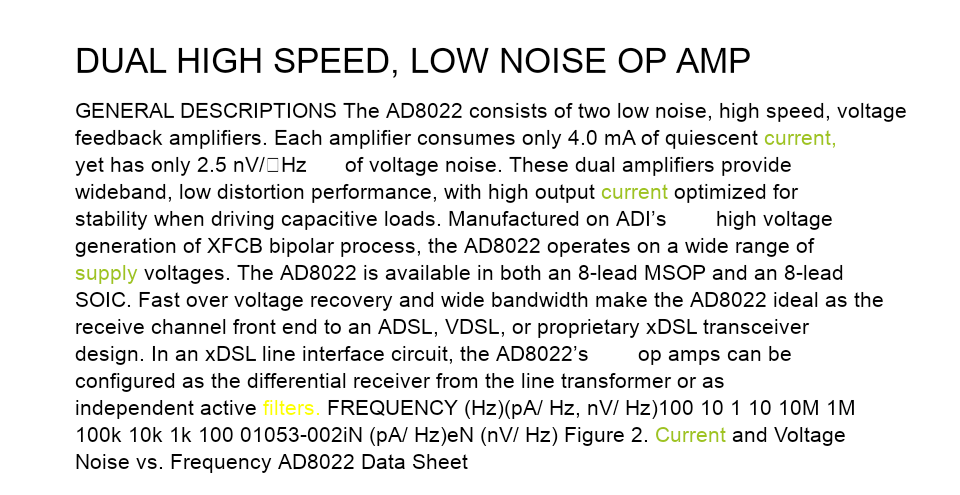 DUAL HIGH SPEED, LOW NOISE OP AMP
GENERAL DESCRIPTIONS The AD8022 consists of two low noise, high speed, voltage
feedback amplifiers. Each amplifier consumes only 4.0 mA of quiescent current,
yet has only 2.5 nV/□Hz of voltage noise. These dual amplifiers provide
wideband, low distortion performance, with high output current optimized for
stability when driving capacitive loads. Manufactured on ADI’s high voltage
generation of XFCB bipolar process, the AD8022 operates on a wide range of
supply voltages. The AD8022 is available in both an 8-lead MSOP and an 8-lead
SOIC. Fast over voltage recovery and wide bandwidth make the AD8022 ideal as the
receive channel front end to an ADSL, VDSL, or proprietary xDSL transceiver
design. In an xDSL line interface circuit, the AD8022’s op amps can be
configured as the differential receiver from the line transformer or as
independent active filters. FREQUENCY (Hz)(pA/ Hz, nV/ Hz)100 10 1 10 10M 1M
100k 10k 1k 100 01053-002iN (pA/ Hz)eN (nV/ Hz) Figure 2. Current and Voltage
Noise vs. Frequency AD8022 Data Sheet